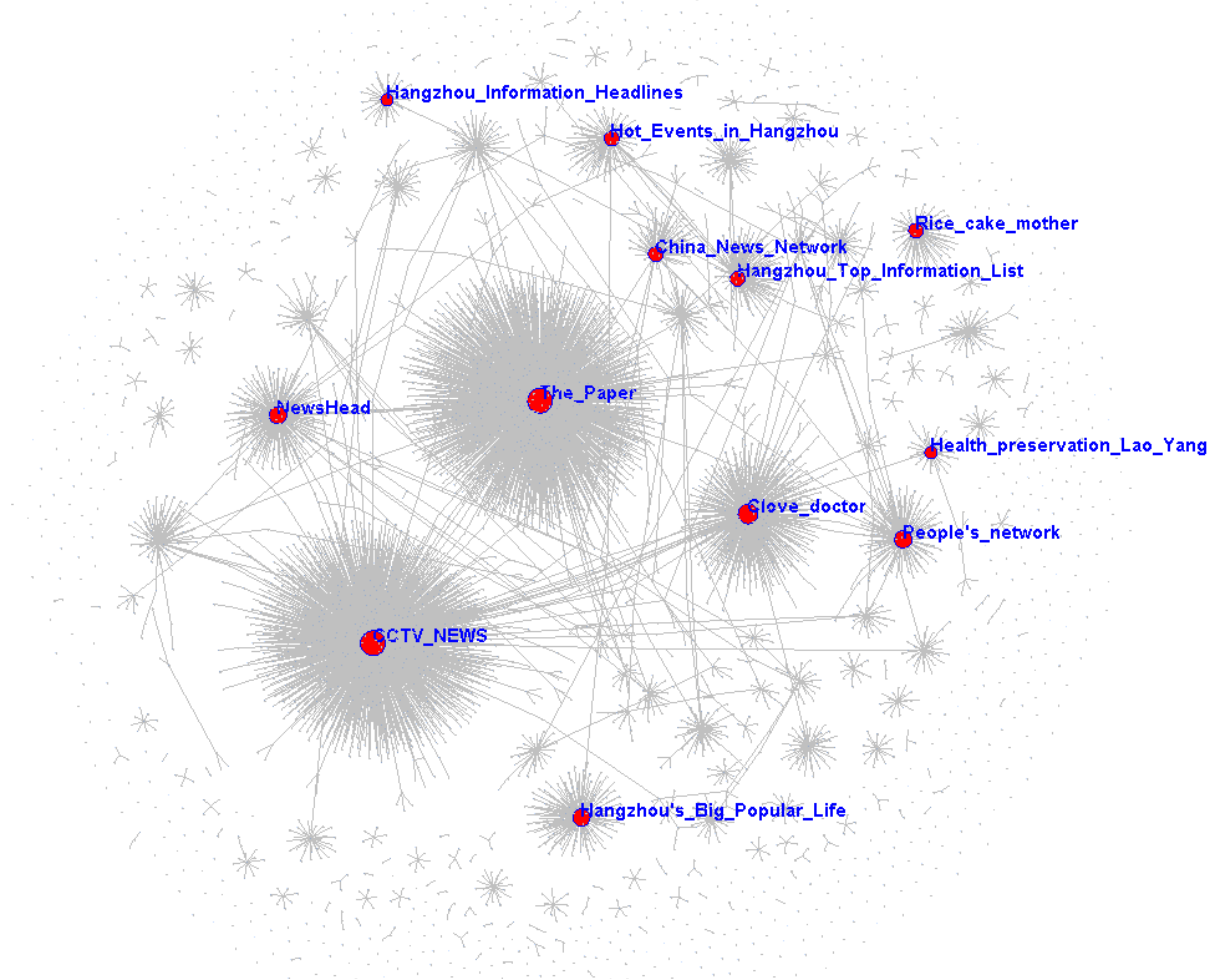 Hangzhou_Information_Headlines
Hot_Events_in_Hangzhou
Rice_cake_mother
China_News_Network
Hangzhou_Top_Information_List
The_Paper
NewsHead
Health_preservation_Lao_Yang
Clove_doctor
People's_network
CCTV_NEWS
Hangzhou's_Big_Popular_Life